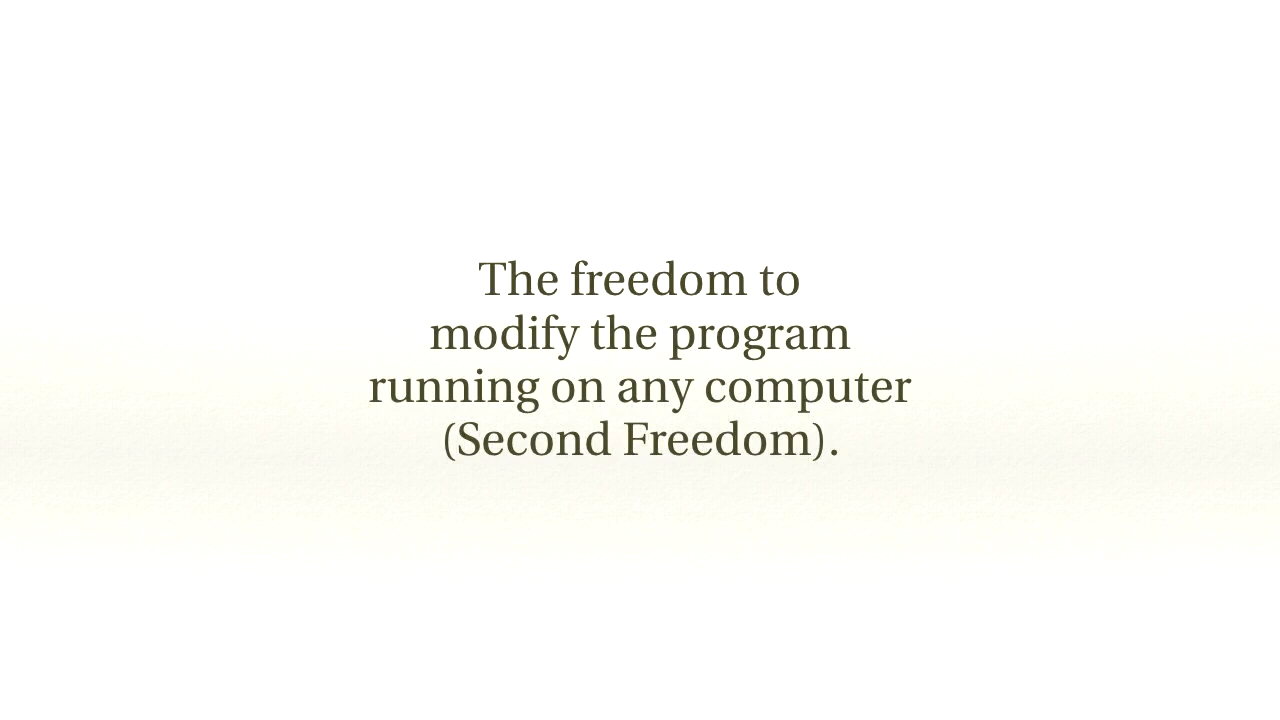 The freedom to
modify the program
running on any computer
(Second Freedom).